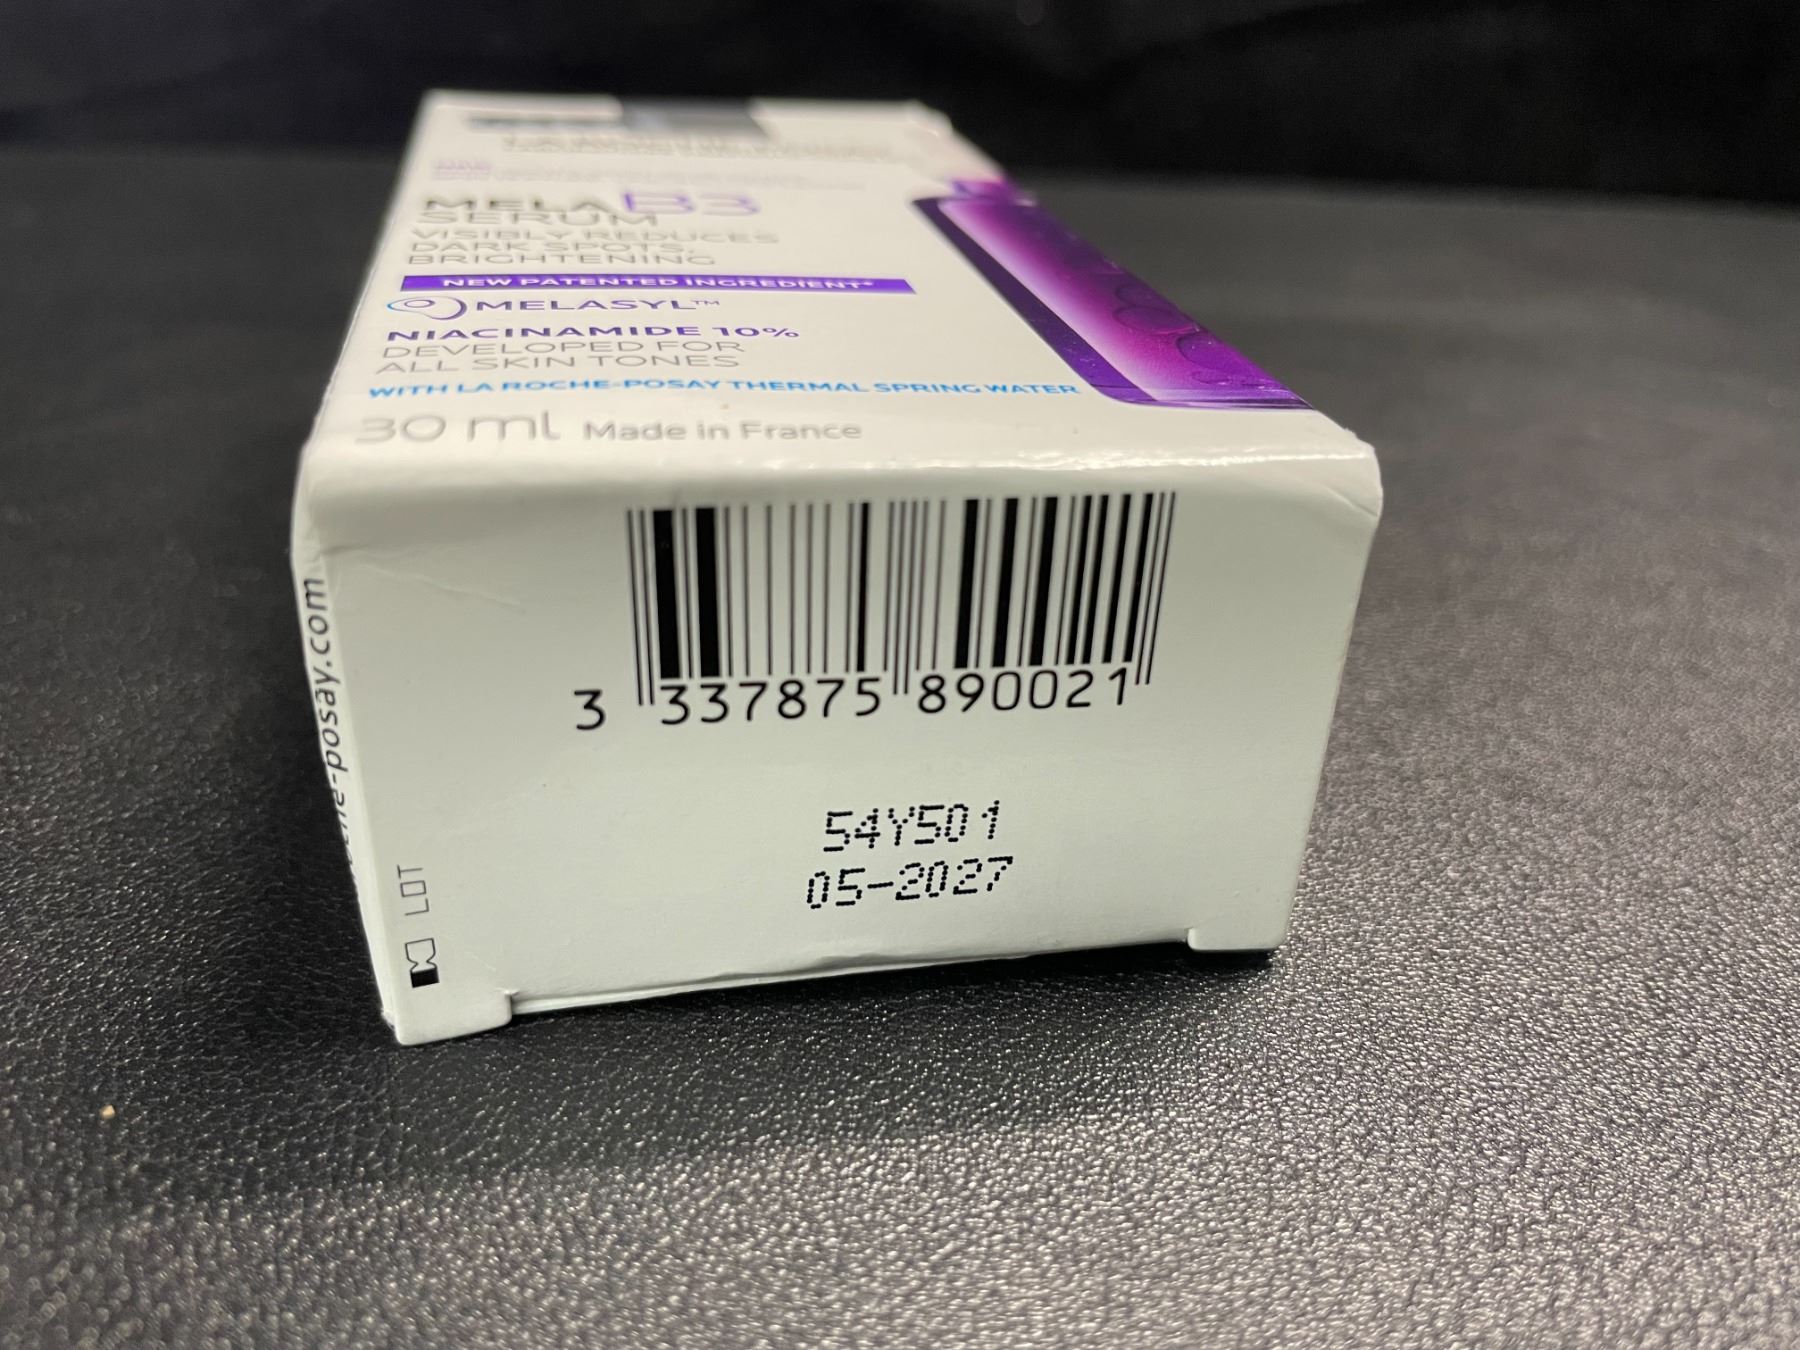 MELA B3
SERUM
VISIBLY REDUCES
DARK SPOTS,
BRIGHTENING
NEW PATENTED INGREDIENT*
MELASYL™
NIACINAMIDE 10%
DEVELOPED FOR
ALL SKIN TONES
WITH LA ROCHE-POSAY THERMAL SPRING WATER
30 ml Made in France
3 337875 890021
54Y501
05-2027
LOT
-posay.com